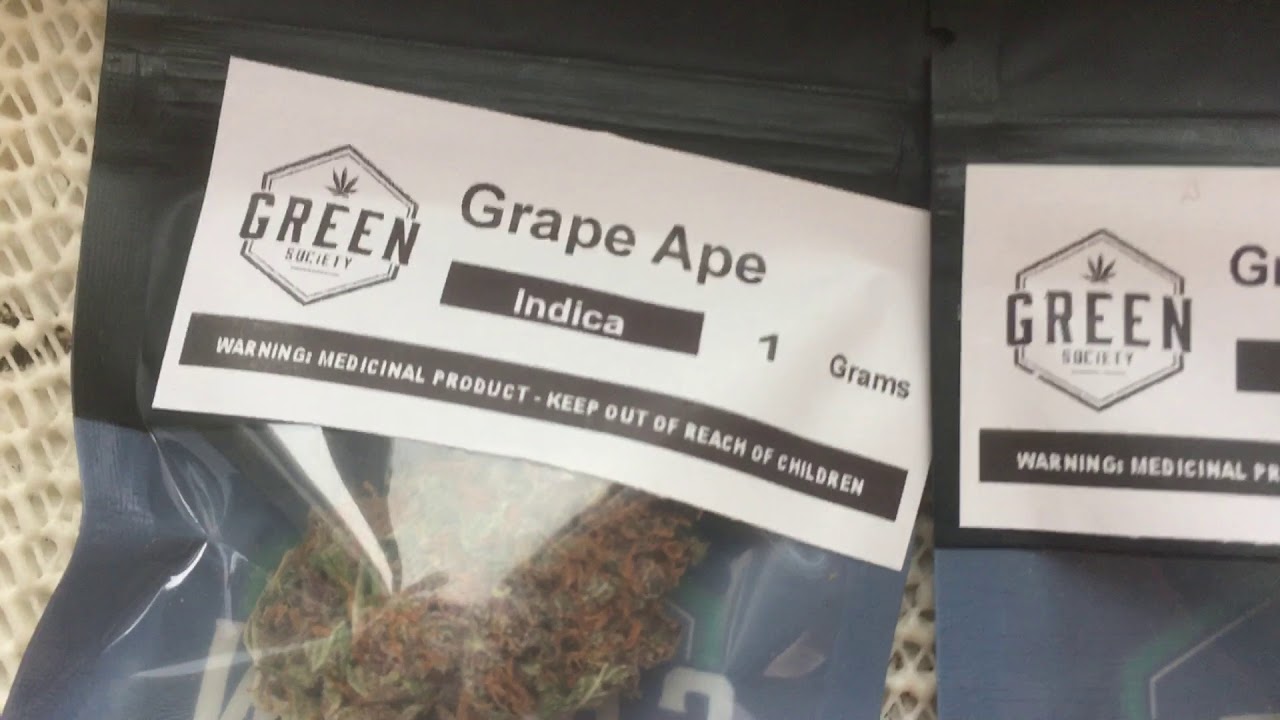 GREEN
SOCIETY
Grape Ape
Indica
1 Grams
WARNING: MEDICINAL PRODUCT - KEEP OUT OF REACH OF CHILDREN
GREEN
SOCIETY
WARNING: MEDICINAL